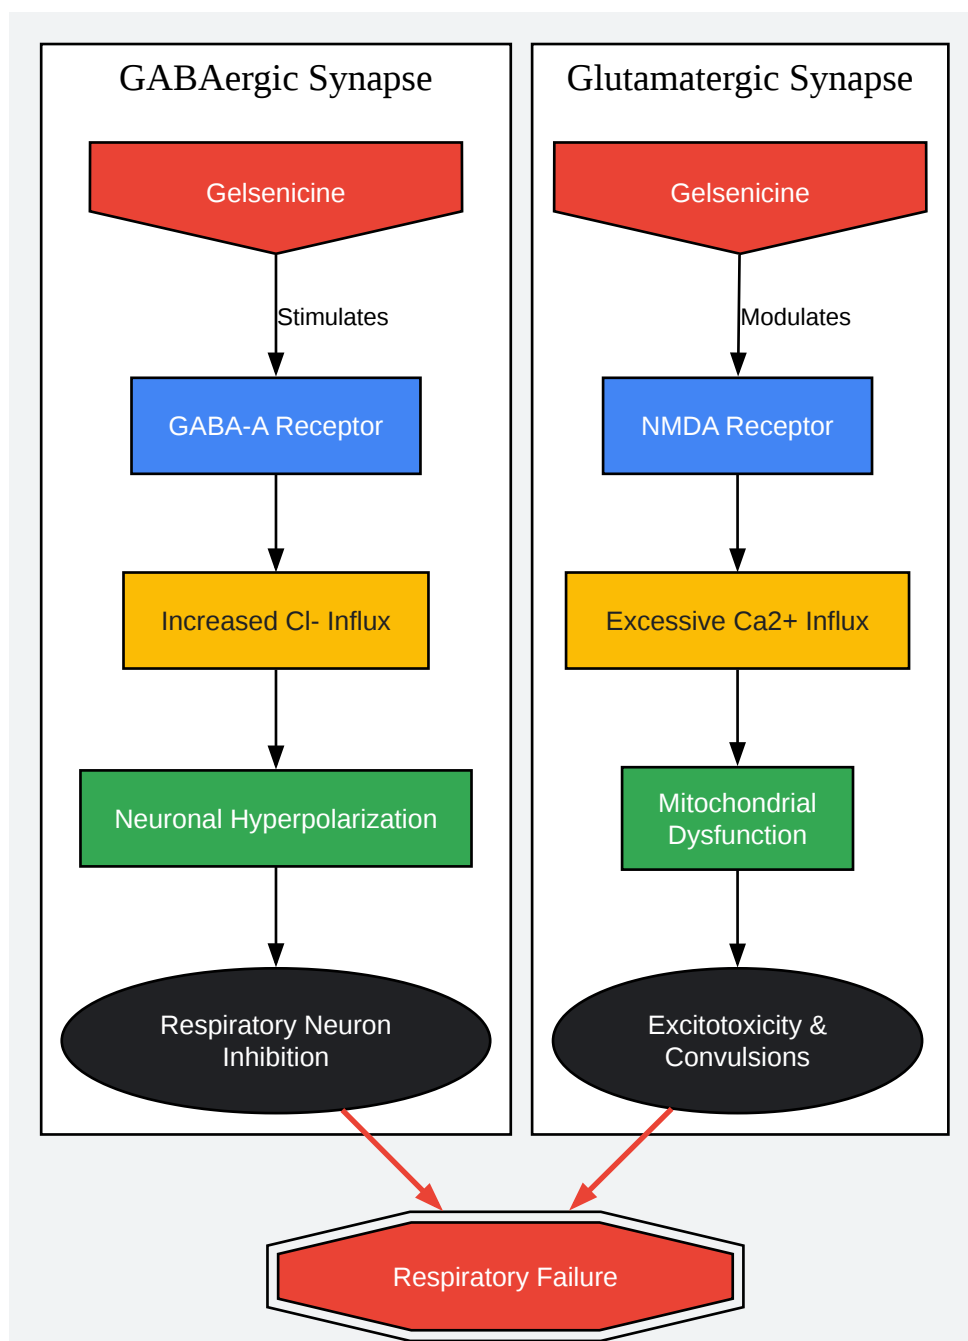 GABAergic Synapse
Gelsenicine
Stimulates
GABA-A Receptor
Increased Cl- Influx
Neuronal Hyperpolarization
Respiratory Neuron
Inhibition
Glutamatergic Synapse
Gelsenicine
Modulates
NMDA Receptor
Excessive Ca2+ Influx
Mitochondrial
Dysfunction
Excitotoxicity &
Convulsions
Respiratory Failure